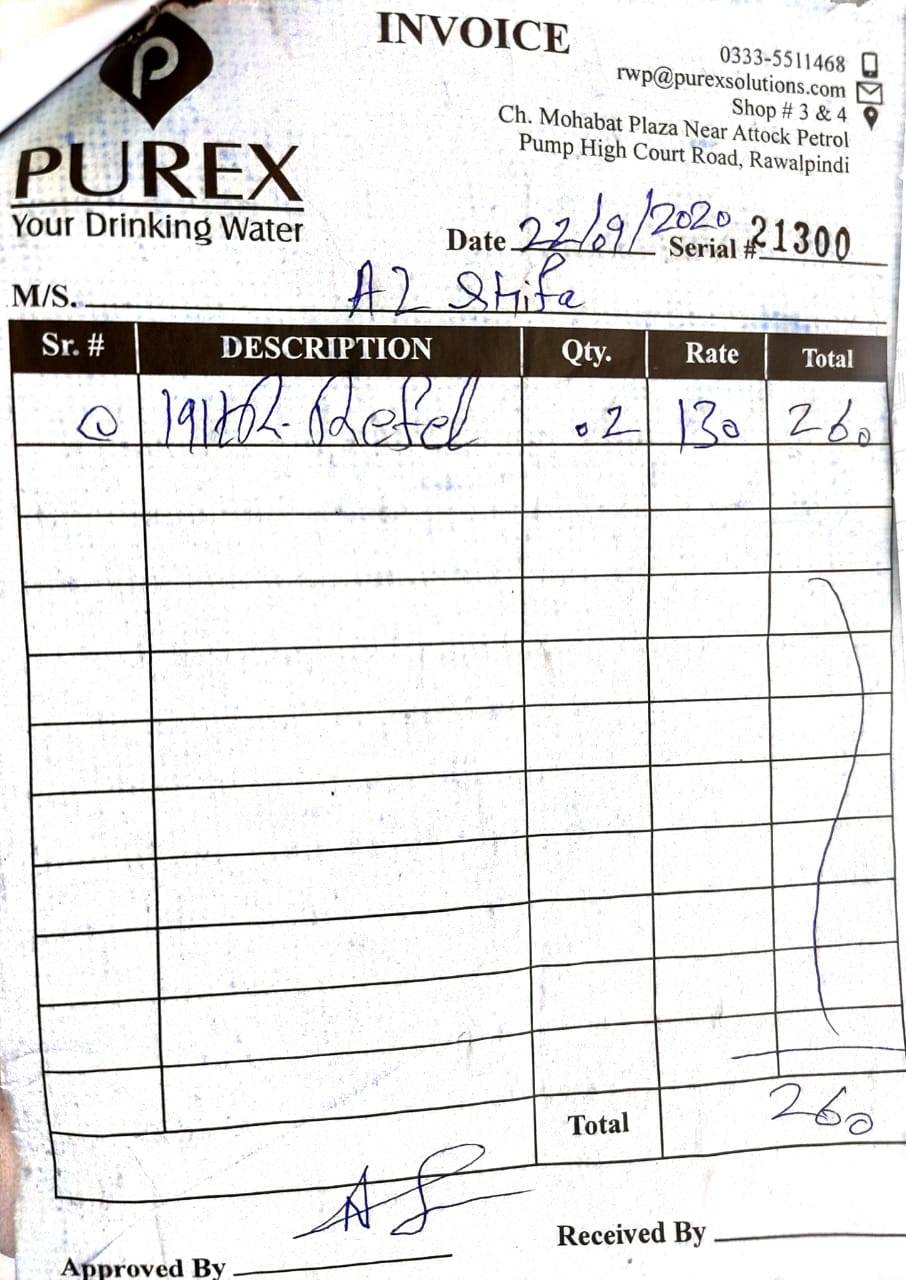 INVOICE
PUREX
Your Drinking Water
0333-5511468
rwp@purexsolutions.com
Shop # 3 & 4
Ch. Mohabat Plaza Near Attock Petrol
Pump High Court Road, Rawalpindi
Date 22/09/2020 Serial # 21300
M/S. Al Shifa
Sr. # DESCRIPTION Qty. Rate Total
19 ltR Refel 02 130 260
Total 260
Approved By
Received By